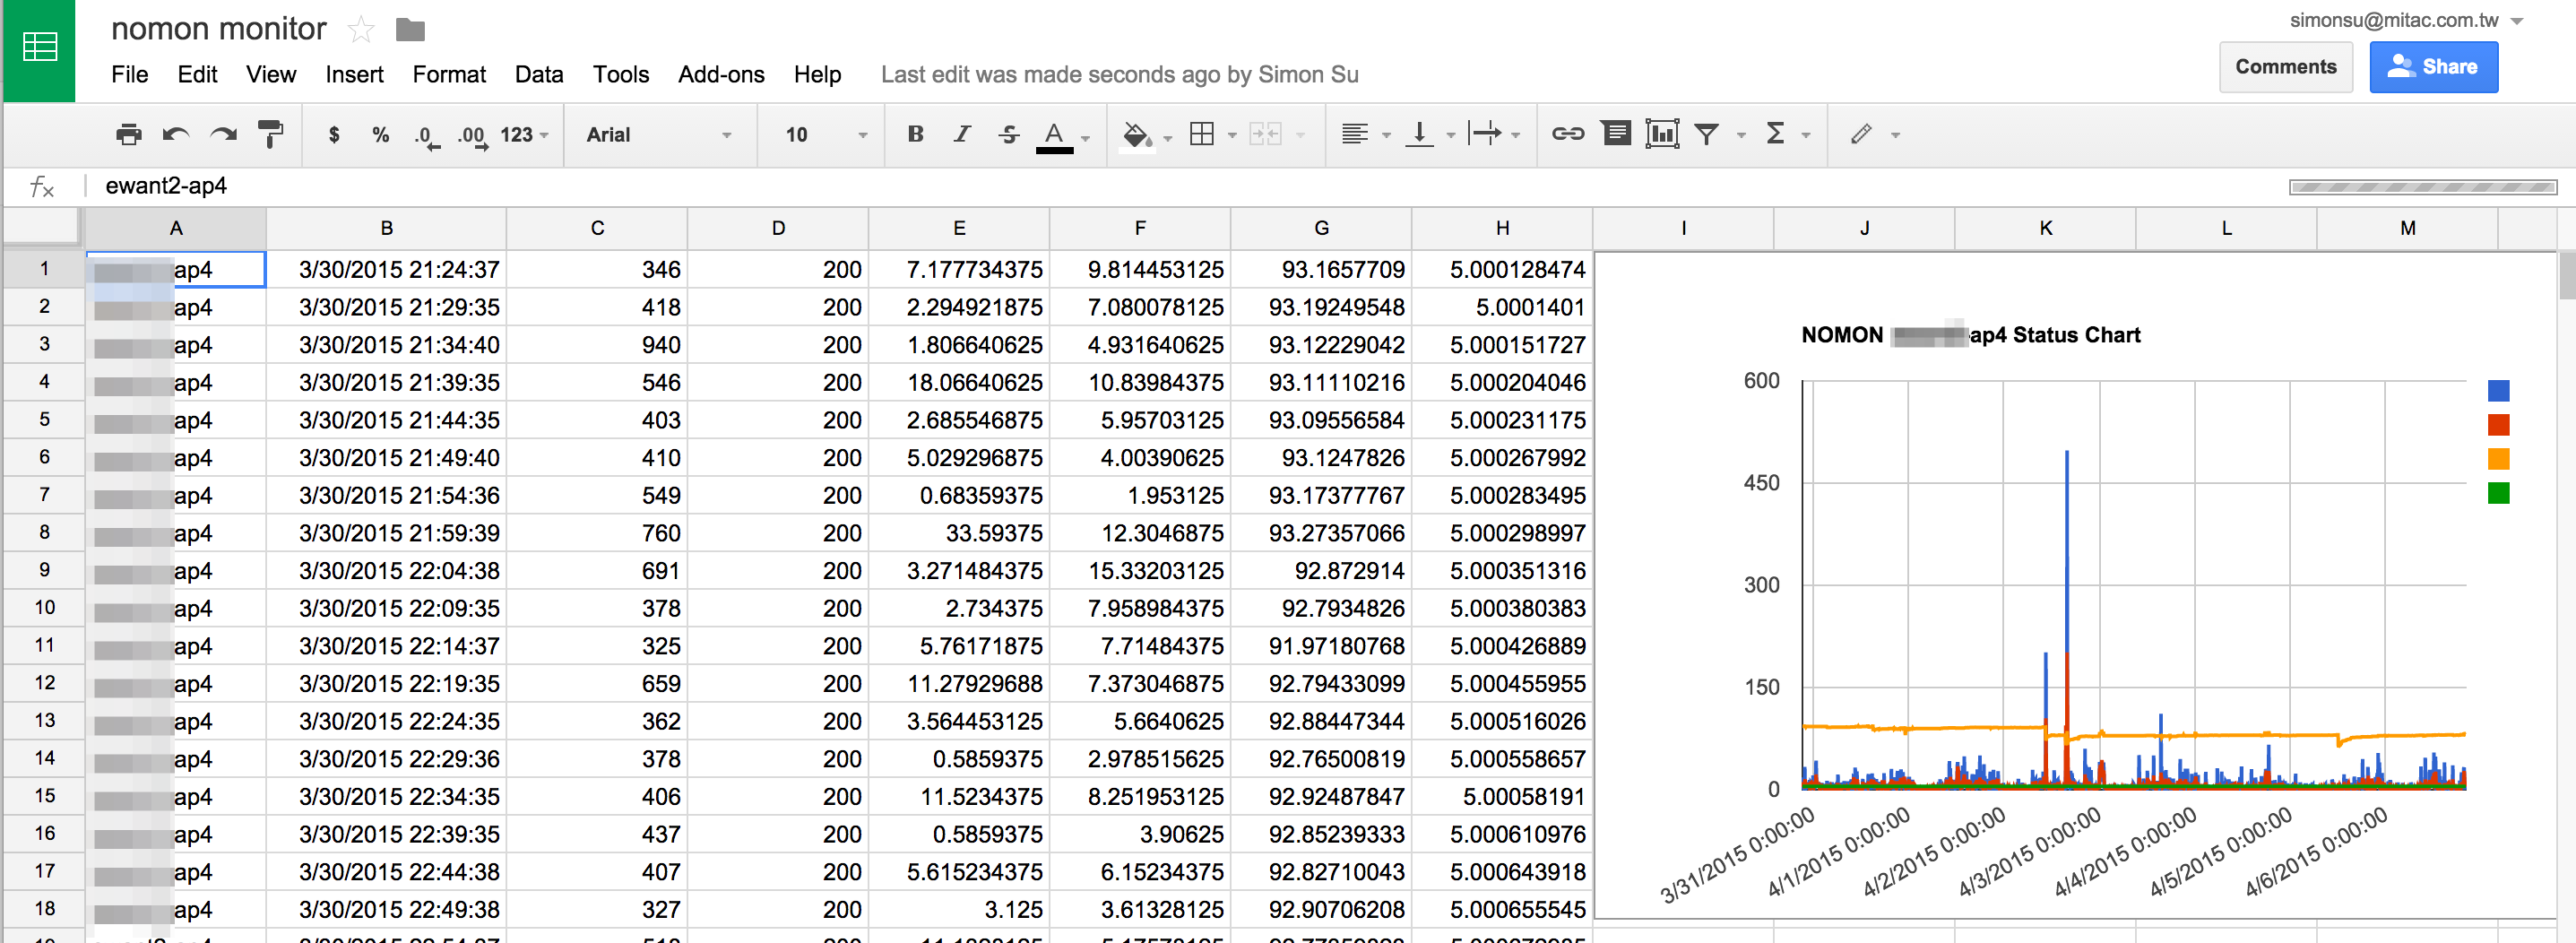 nomon monitor
simonsu@mitac.com.tw
File Edit View Insert Format Data Tools Add-ons Help Last edit was made seconds ago by Simon Su
Comments Share
$ % .0 .00 123 Arial 10 B I S A Σ
fx ewant2-ap4
A B C D E F G H I J K L M
1 ap4 3/30/2015 21:24:37 346 200 7.177734375 9.814453125 93.1657709 5.000128474
2 ap4 3/30/2015 21:29:35 418 200 2.294921875 7.080078125 93.19249548 5.0001401
3 ap4 3/30/2015 21:34:40 940 200 1.806640625 4.931640625 93.12229042 5.000151727
4 ap4 3/30/2015 21:39:35 546 200 18.06640625 10.83984375 93.11110216 5.000204046
5 ap4 3/30/2015 21:44:35 403 200 2.685546875 5.95703125 93.09556584 5.000231175
6 ap4 3/30/2015 21:49:40 410 200 5.029296875 4.00390625 93.1247826 5.000267992
7 ap4 3/30/2015 21:54:36 549 200 0.68359375 1.953125 93.17377767 5.000283495
8 ap4 3/30/2015 21:59:39 760 200 33.59375 12.3046875 93.27357066 5.000298997
9 ap4 3/30/2015 22:04:38 691 200 3.271484375 15.33203125 92.872914 5.000351316
10 ap4 3/30/2015 22:09:35 378 200 2.734375 7.958984375 92.7934826 5.000380383
11 ap4 3/30/2015 22:14:37 325 200 5.76171875 7.71484375 91.97180768 5.000426889
12 ap4 3/30/2015 22:19:35 659 200 11.27929688 7.373046875 92.79433099 5.000455955
13 ap4 3/30/2015 22:24:35 362 200 3.564453125 5.6640625 92.88447344 5.000516026
14 ap4 3/30/2015 22:29:36 378 200 0.5859375 2.978515625 92.76500819 5.000558657
15 ap4 3/30/2015 22:34:35 406 200 11.5234375 8.251953125 92.92487847 5.00058191
16 ap4 3/30/2015 22:39:35 437 200 0.5859375 3.90625 92.85239333 5.000610976
17 ap4 3/30/2015 22:44:38 407 200 5.615234375 6.15234375 92.82710043 5.000643918
18 ap4 3/30/2015 22:49:38 327 200 3.125 3.61328125 92.90706208 5.000655545
NOMON ap4 Status Chart
600
450
300
150
0
3/31/2015 0:00:00
4/1/2015 0:00:00
4/2/2015 0:00:00
4/3/2015 0:00:00
4/4/2015 0:00:00
4/5/2015 0:00:00
4/6/2015 0:00:00